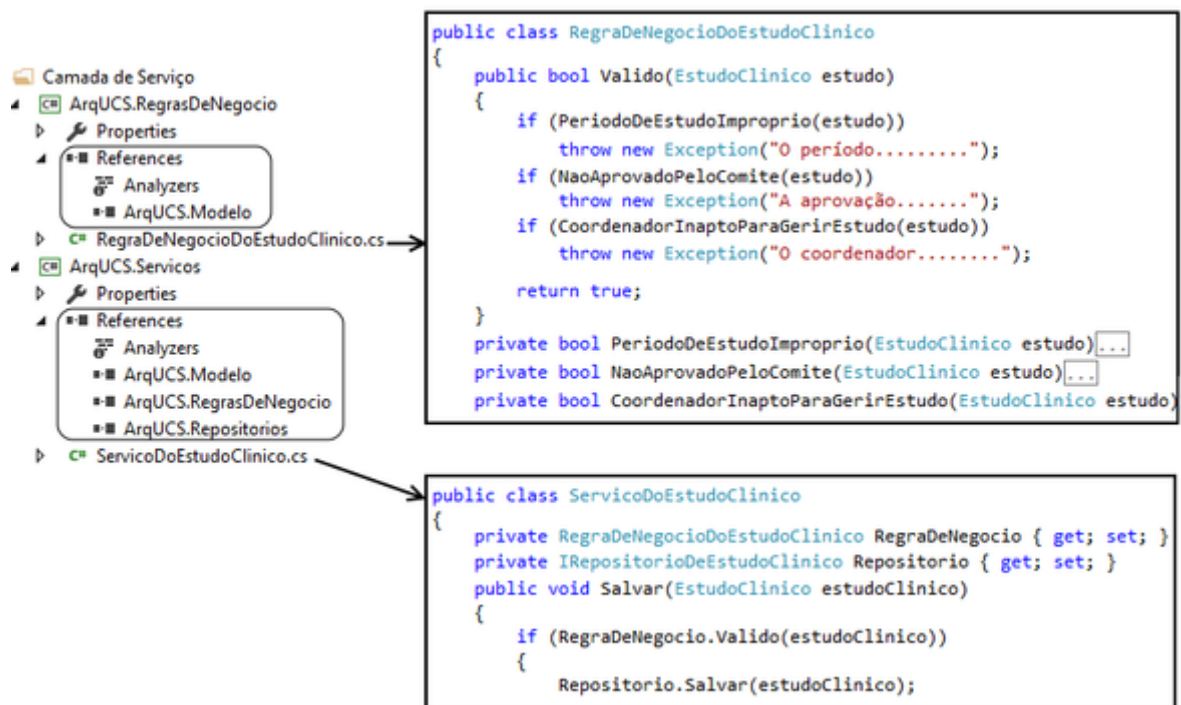 Camada de Serviço
C# ArqUCS.RegrasDeNegocio
Properties
References
Analyzers
ArqUCS.Modelo
C# RegraDeNegocioDoEstudoClinico.cs
C# ArqUCS.Servicos
Properties
References
Analyzers
ArqUCS.Modelo
ArqUCS.RegrasDeNegocio
ArqUCS.Repositorios
C# ServicoDoEstudoClinico.cs
public class RegraDeNegocioDoEstudoClinico
{
public bool Valido(EstudoClinico estudo)
{
if (PeriodoDeEstudoImproprio(estudo))
throw new Exception("O período.........");
if (NaoAprovadoPeloComite(estudo))
throw new Exception("A aprovação.......");
if (CoordenadorInaptoParaGerirEstudo(estudo))
throw new Exception("O coordenador........");
return true;
}
private bool PeriodoDeEstudoImproprio(EstudoClinico estudo)...
private bool NaoAprovadoPeloComite(EstudoClinico estudo)...
private bool CoordenadorInaptoParaGerirEstudo(EstudoClinico estudo)
public class ServicoDoEstudoClinico
{
private RegraDeNegocioDoEstudoClinico RegraDeNegocio { get; set; }
private IRepositorioDeEstudoClinico Repositorio { get; set; }
public void Salvar(EstudoClinico estudoClinico)
{
if (RegraDeNegocio.Valido(estudoClinico))
{
Repositorio.Salvar(estudoClinico);